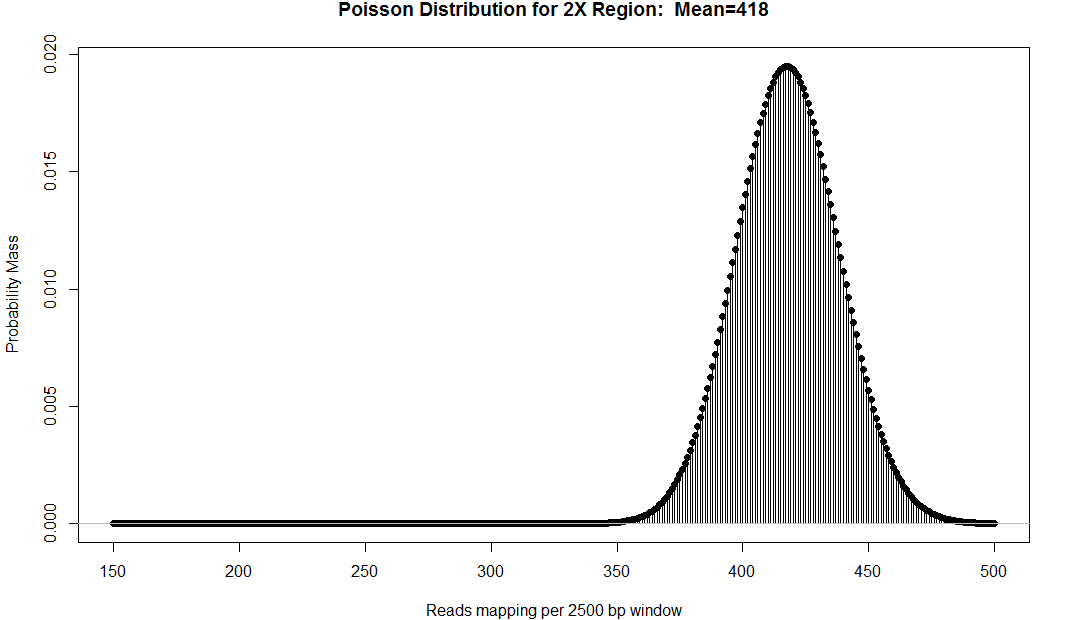 Poisson Distribution for 2X Region:  Mean=418
Probability Mass
0.020
0.015
0.010
0.005
0.000
150 200 250 300 350 400 450 500
Reads mapping per 2500 bp window